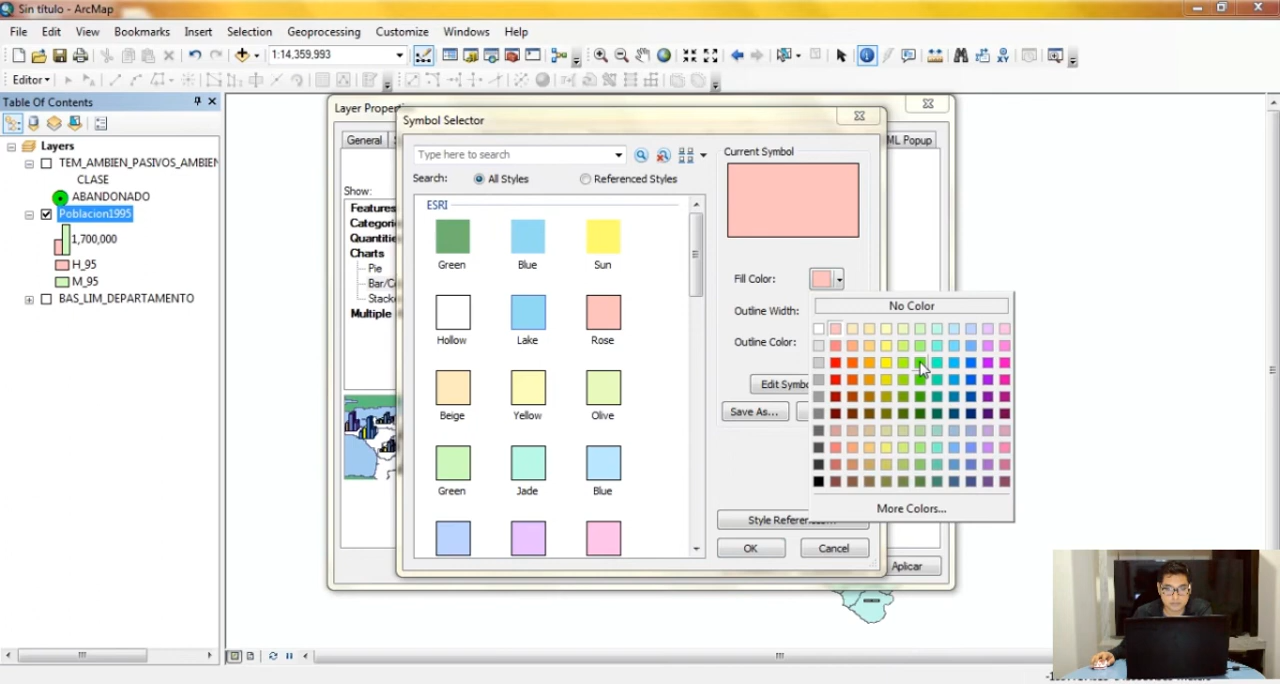 Sin título - ArcMap
File Edit View Bookmarks Insert Selection Geoprocessing Customize Windows Help
1:14,359,993
Editor
Table Of Contents
Layers
TEM_AMBIEN_PASIVOS_AMBIEN
CLASE
ABANDONADO
Poblacion1995
1,700,000
H_95
M_95
BAS_LIM_DEPARTAMENTO
Layer Prope
General
ML Popup
Show:
Features
Categori
Quantitie
Charts
Pie
Bar/C
Stack
Multiple
Aplicar
Symbol Selector
Type here to search
Search: All Styles Referenced Styles
ESRI
Green Blue Sun
Hollow Lake Rose
Beige Yellow Olive
Green Jade Blue
Current Symbol
Fill Color:
Outline Width:
Outline Color:
Edit Symbo
Save As...
Style Referen
OK Cancel
No Color
More Colors...